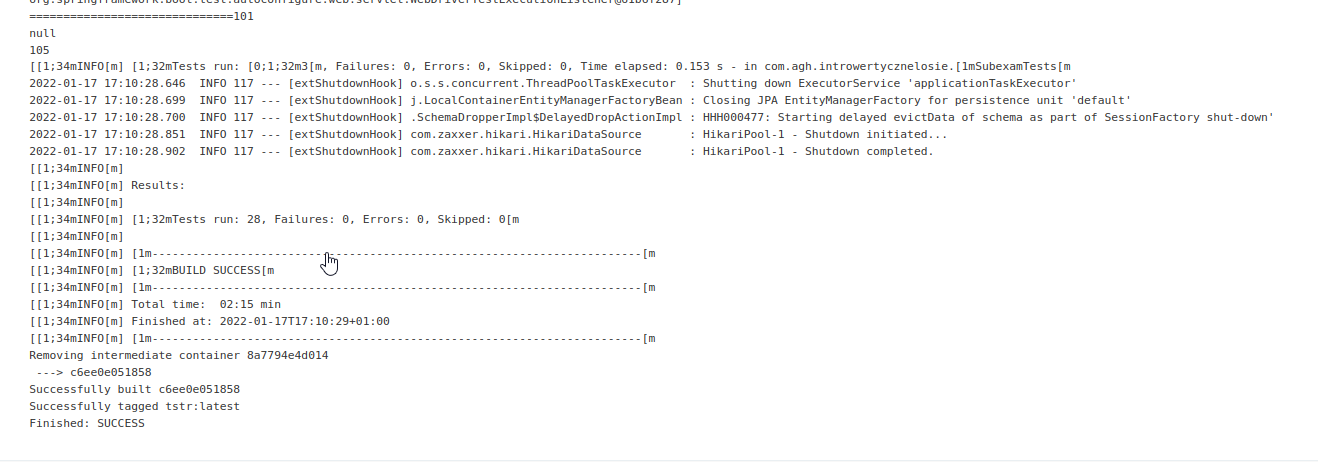 =============================101
null
105
[[1;34mINFO[m] [1;32mTests run: [0;1;32m3[m, Failures: 0, Errors: 0, Skipped: 0, Time elapsed: 0.153 s - in com.agh.introwertycznelosie.[1mSubexamTests[m
2022-01-17 17:10:28.646  INFO 117 --- [extShutdownHook] o.s.s.concurrent.ThreadPoolTaskExecutor  : Shutting down ExecutorService 'applicationTaskExecutor'
2022-01-17 17:10:28.699  INFO 117 --- [extShutdownHook] j.LocalContainerEntityManagerFactoryBean : Closing JPA EntityManagerFactory for persistence unit 'default'
2022-01-17 17:10:28.700  INFO 117 --- [extShutdownHook] .SchemaDropperImpl$DelayedDropActionImpl : HHH000477: Starting delayed evictData of schema as part of SessionFactory shut-down'
2022-01-17 17:10:28.851  INFO 117 --- [extShutdownHook] com.zaxxer.hikari.HikariDataSource       : HikariPool-1 - Shutdown initiated...
2022-01-17 17:10:28.902  INFO 117 --- [extShutdownHook] com.zaxxer.hikari.HikariDataSource       : HikariPool-1 - Shutdown completed.
[[1;34mINFO[m]
[[1;34mINFO[m] Results:
[[1;34mINFO[m]
[[1;34mINFO[m] [1;32mTests run: 28, Failures: 0, Errors: 0, Skipped: 0[m
[[1;34mINFO[m]
[[1;34mINFO[m] [1m------------------------------------------------------------------------[m
[[1;34mINFO[m] [1;32mBUILD SUCCESS[m
[[1;34mINFO[m] [1m------------------------------------------------------------------------[m
[[1;34mINFO[m] Total time:  02:15 min
[[1;34mINFO[m] Finished at: 2022-01-17T17:10:29+01:00
[[1;34mINFO[m] [1m------------------------------------------------------------------------[m
Removing intermediate container 8a7794e4d014
 ---> c6ee0e051858
Successfully built c6ee0e051858
Successfully tagged tstr:latest
Finished: SUCCESS